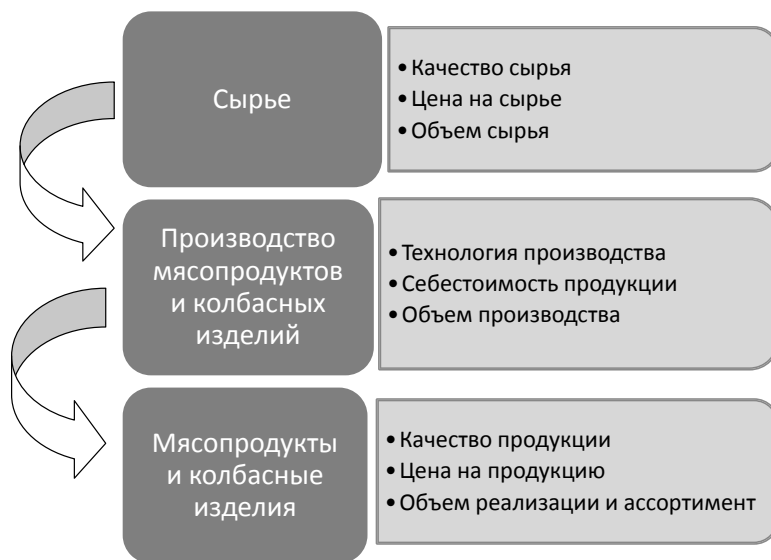 Сырье
• Качество сырья
• Цена на сырье
• Объем сырья
Производство
мясопродуктов
и колбасных
изделий
• Технология производства
• Себестоимость продукции
• Объем производства
Мясопродукты
и колбасные
изделия
• Качество продукции
• Цена на продукцию
• Объем реализации и ассортимент